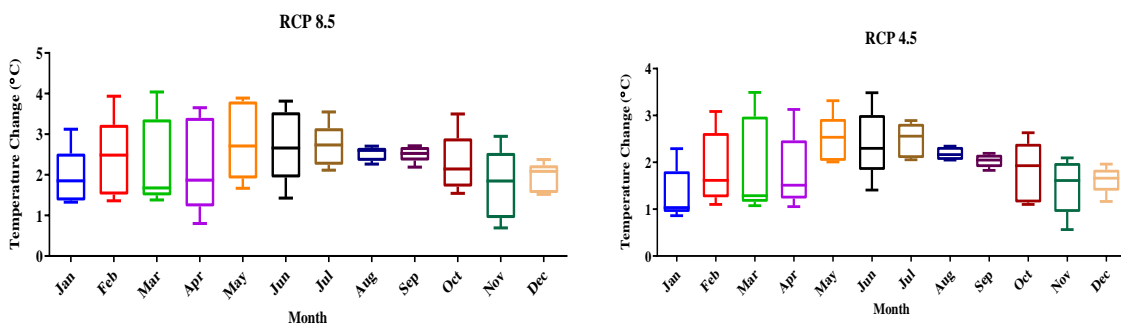 RCP 8.5
Temperature Change (°C)
5
4
3
2
1
0
Jan
Feb
Mar
Apr
May
Jun
Jul
Aug
Sep
Oct
Nov
Dec
Month
RCP 4.5
Temperature Change (°C)
4
3
2
1
0
Jan
Feb
Mar
Apr
May
Jun
Jul
Aug
Sep
Oct
Nov
Dec
Month